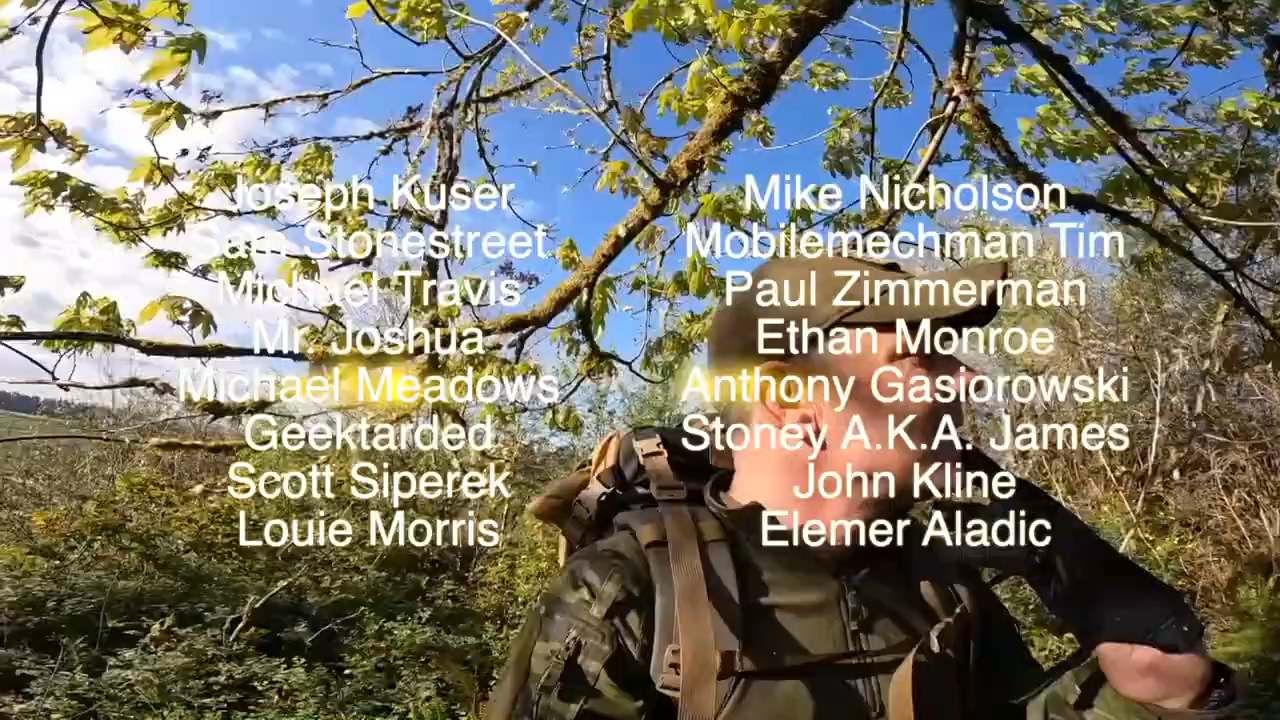 Joseph Kuser
Sam Stonestreet
Michael Travis
Mr. Joshua
Michael Meadows
Geektarded
Scott Siperek
Louie Morris
Mike Nicholson
Mobilemechman Tim
Paul Zimmerman
Ethan Monroe
Anthony Gasiorowski
Stoney A.K.A. James
John Kline
Elemer Aladic